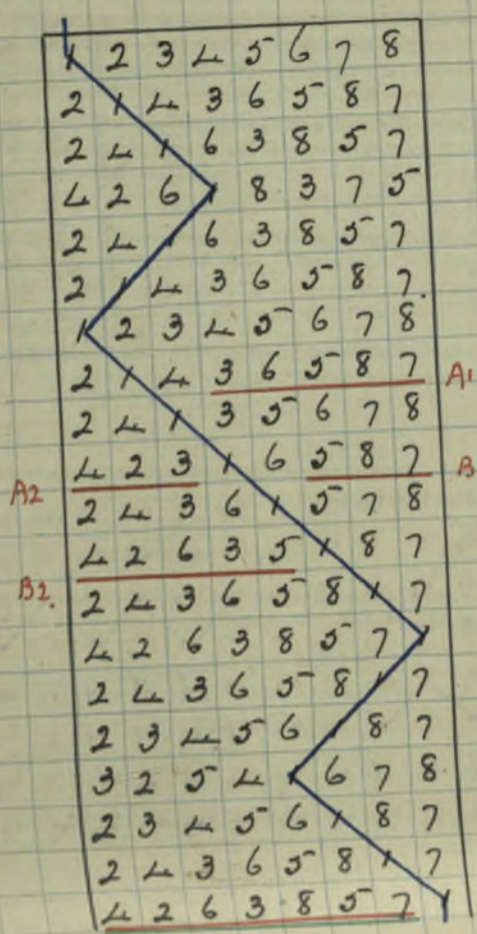 1 2 3 4 5 6 7 8
2 1 4 3 6 5 8 7
2 4 1 6 3 8 5 7
4 2 6 1 8 3 7 5
2 4 1 6 3 8 5 7
2 1 4 3 6 5 8 7.
1 2 3 4 5 6 7 8
2 1 4 3 6 5 8 7 A1
2 4 1 3 5 6 7 8
A2 4 2 3 1 6 5 8 7 B
2 4 3 6 1 5 7 8
4 2 6 3 5 1 8 7
B2. 2 4 3 6 5 8 1 7
4 2 6 3 8 5 7 1
2 4 3 6 5 8 1 7
2 3 4 5 6 1 8 7
3 2 5 4 1 6 7 8
2 3 4 5 6 1 8 7
2 4 3 6 5 8 1 7
4 2 6 3 8 5 7 1